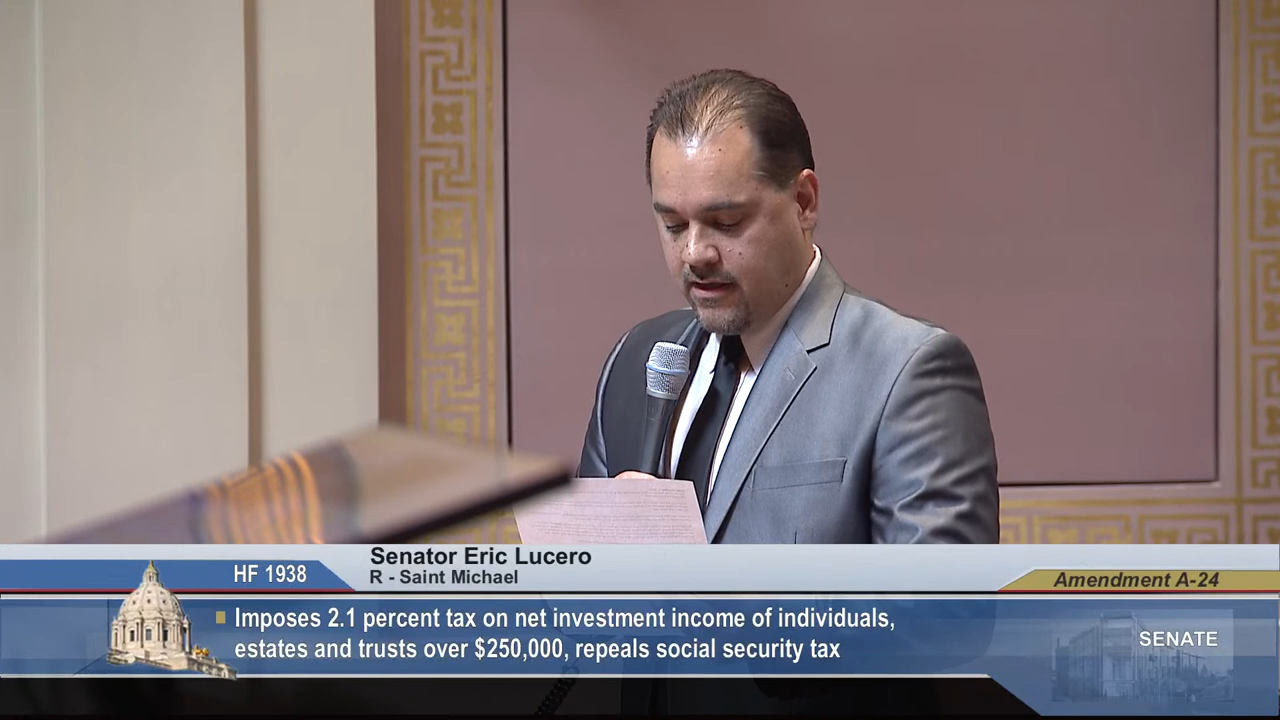 Senator Eric Lucero
HF 1938
R - Saint Michael
Amendment A-24
Imposes 2.1 percent tax on net investment income of individuals,
estates and trusts over $250,000, repeals social security tax
SENATE